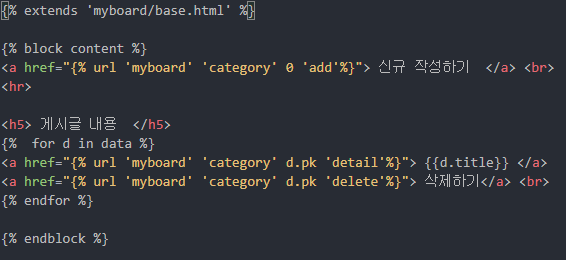 {% extends 'myboard/base.html' %}
{% block content %}
<a href="{% url 'myboard' 'category' 0 'add'%}"> 신규 작성하기  </a> <br>
<hr>
<h5> 게시글 내용  </h5>
{%  for d in data %}
<a href="{% url 'myboard' 'category' d.pk 'detail'%}"> {{d.title}} </a>
<a href="{% url 'myboard' 'category' d.pk 'delete'%}"> 삭제하기</a> <br>
{% endfor %}
{% endblock %}